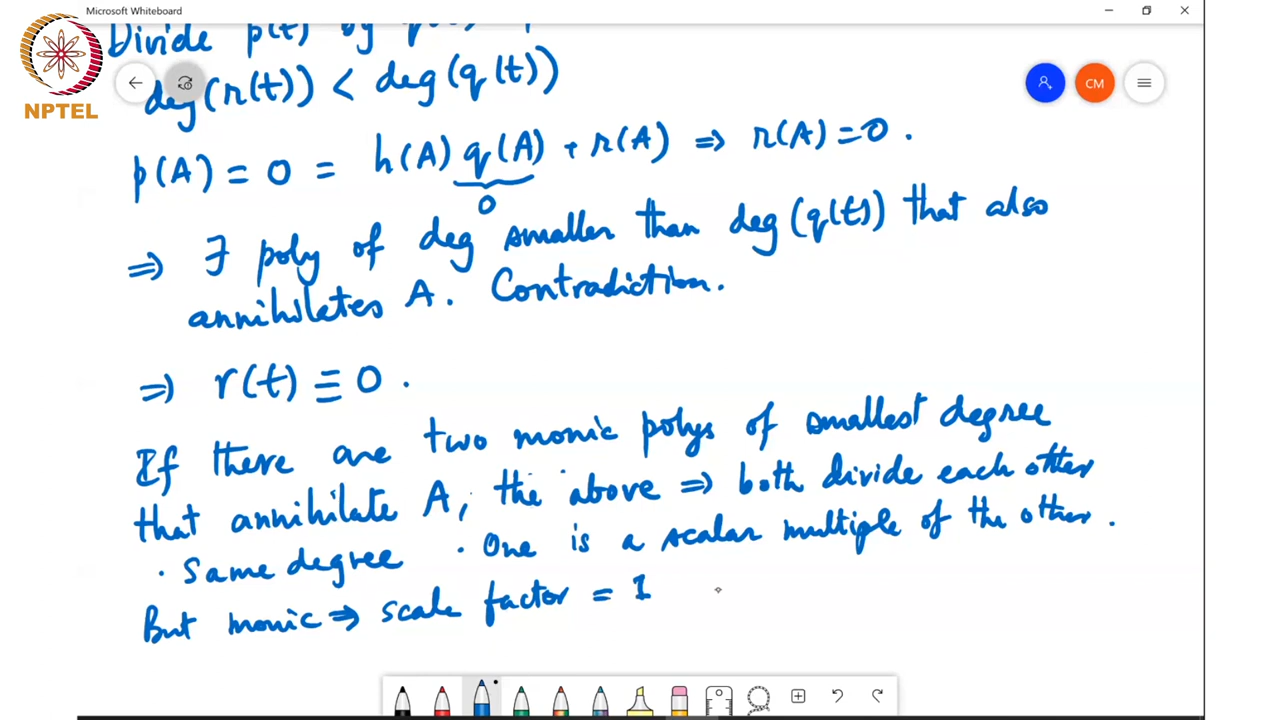 Microsoft Whiteboard
NPTEL
CM
Divide p(t) by
deg(r(t)) < deg(q(t))
p(A) = 0 = h(A) q(A) + r(A) ⇒ r(A) = 0 .
0
⇒ ∃ poly of deg smaller than deg(q(t)) that also
annihilates A. Contradiction.
⇒ r(t) ≡ 0 .
If there are two monic polys of smallest degree
that annihilate A, the above ⇒ both divide each other
· Same degree · One is a scalar multiple of the other .
But monic ⇒ scale factor = 1